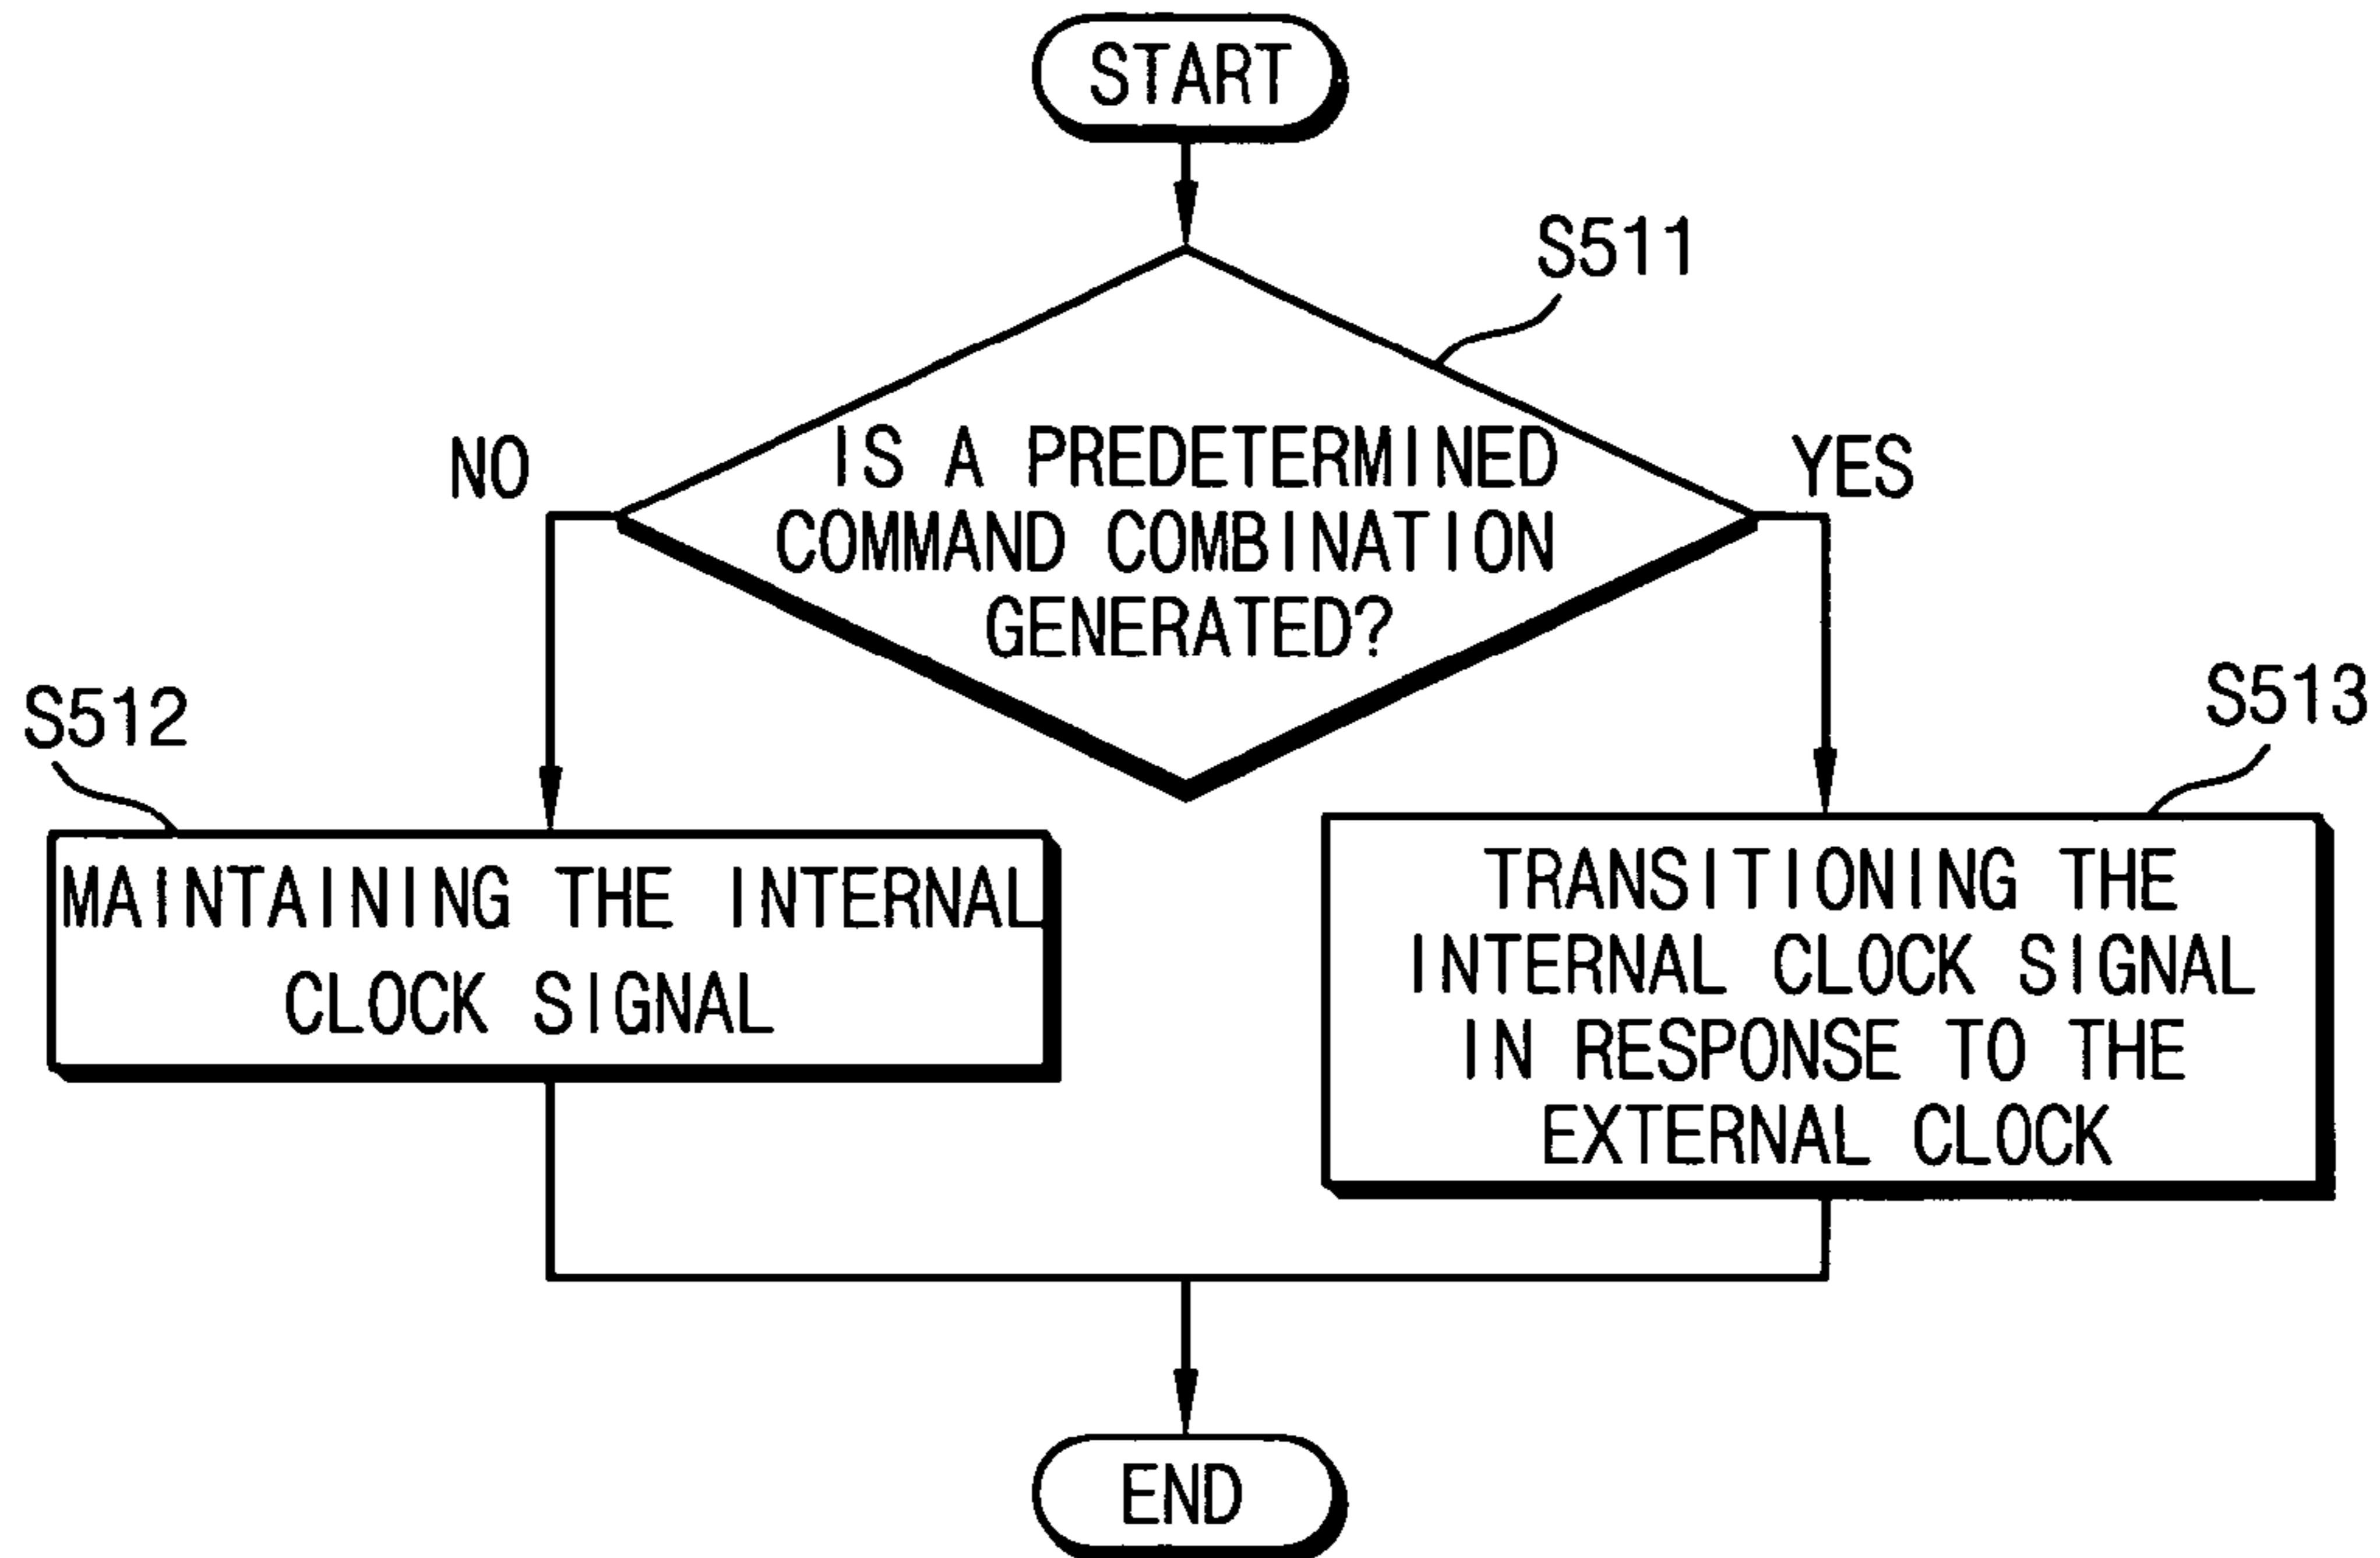 START
S511
IS A PREDETERMINED
COMMAND COMBINATION
GENERATED?
NO
YES
S512
MAINTAINING THE INTERNAL
CLOCK SIGNAL
S513
TRANSITIONING THE
INTERNAL CLOCK SIGNAL
IN RESPONSE TO THE
EXTERNAL CLOCK
END